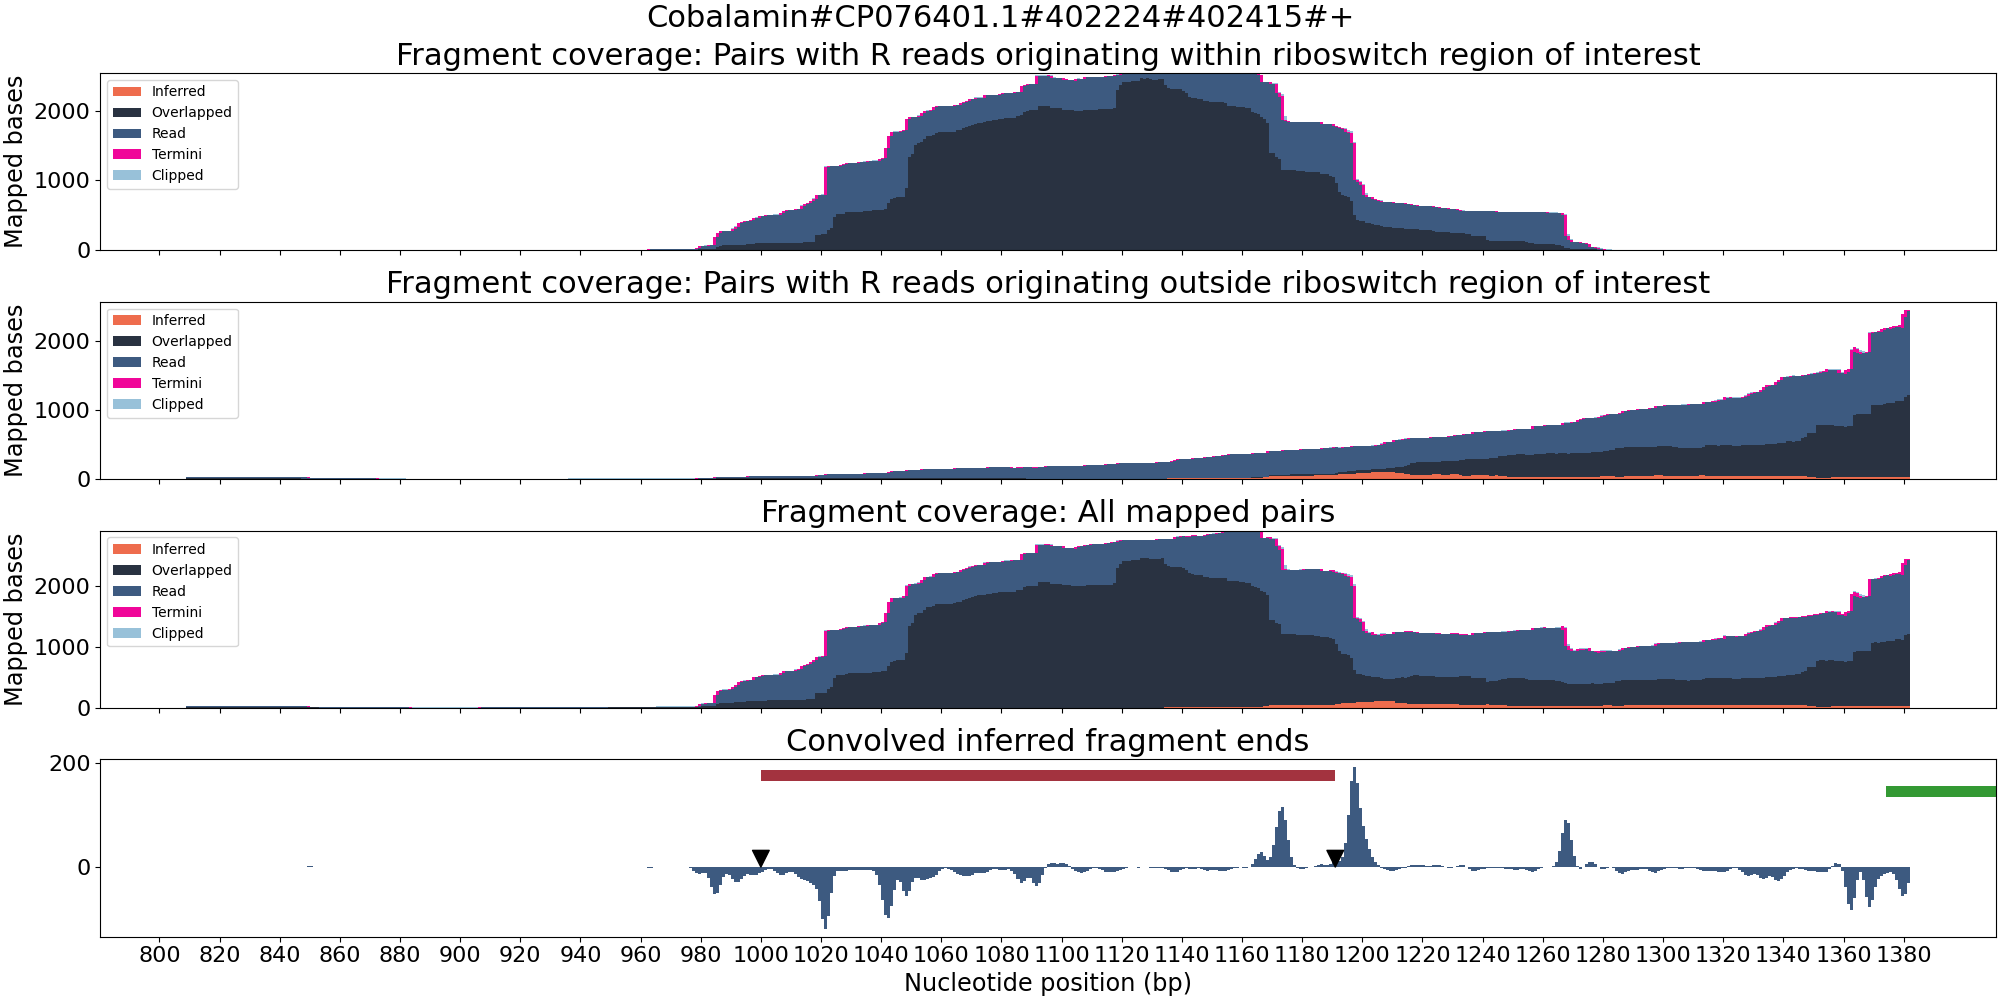 Cobalamin#CP076401.1#402224#402415#+
Fragment coverage: Pairs with R reads originating within riboswitch region of interest
Mapped bases
2000
1000
0
Inferred
Overlapped
Read
Termini
Clipped
Fragment coverage: Pairs with R reads originating outside riboswitch region of interest
Mapped bases
2000
1000
0
Inferred
Overlapped
Read
Termini
Clipped
Fragment coverage: All mapped pairs
Mapped bases
2000
1000
0
Inferred
Overlapped
Read
Termini
Clipped
Convolved inferred fragment ends
200
0
800 820 840 860 880 900 920 940 960 980 1000 1020 1040 1060 1080 1100 1120 1140 1160 1180 1200 1220 1240 1260 1280 1300 1320 1340 1360 1380
Nucleotide position (bp)